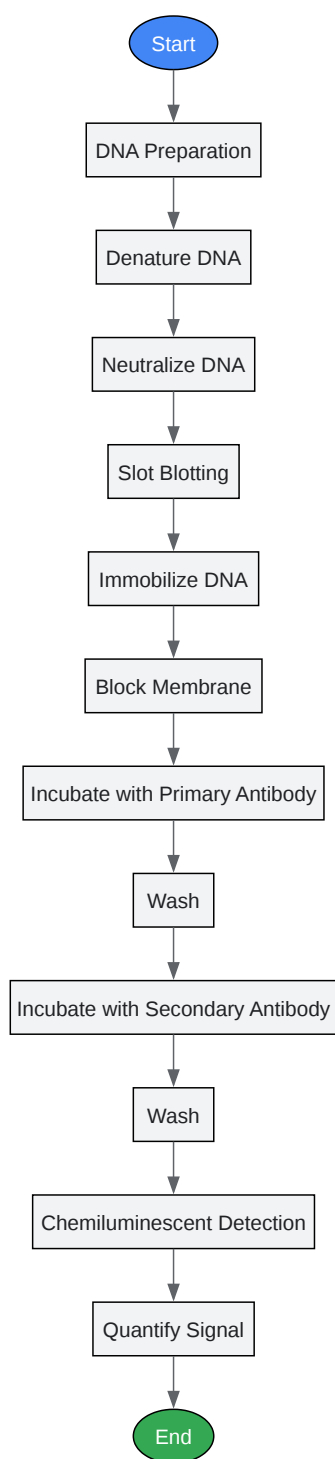 Start
DNA Preparation
Denature DNA
Neutralize DNA
Slot Blotting
Immobilize DNA
Block Membrane
Incubate with Primary Antibody
Wash
Incubate with Secondary Antibody
Wash
Chemiluminescent Detection
Quantify Signal
End